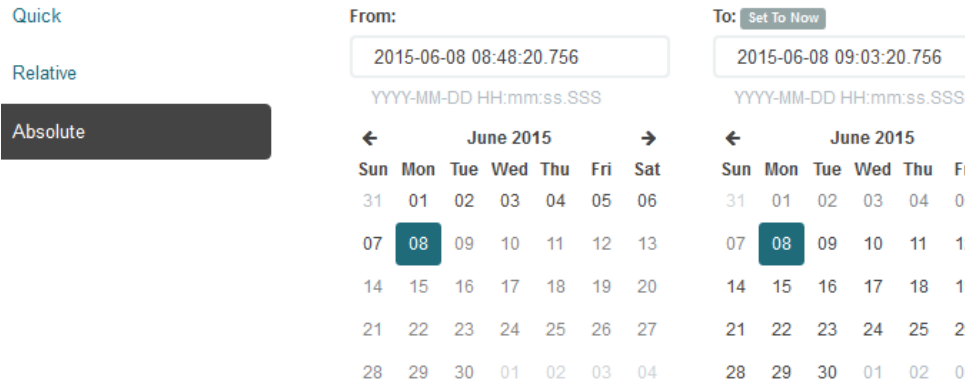 Quick
Relative
Absolute
From:
2015-06-08 08:48:20.756
YYYY-MM-DD HH:mm:ss.SSS
June 2015
Sun Mon Tue Wed Thu Fri Sat
31 01 02 03 04 05 06
07 08 09 10 11 12 13
14 15 16 17 18 19 20
21 22 23 24 25 26 27
28 29 30 01 02 03 04
To: Set To Now
2015-06-08 09:03:20.756
YYYY-MM-DD HH:mm:ss.SSS
June 2015
Sun Mon Tue Wed Thu
31 01 02 03 04
07 08 09 10 11
14 15 16 17 18
21 22 23 24 25
28 29 30 01 02